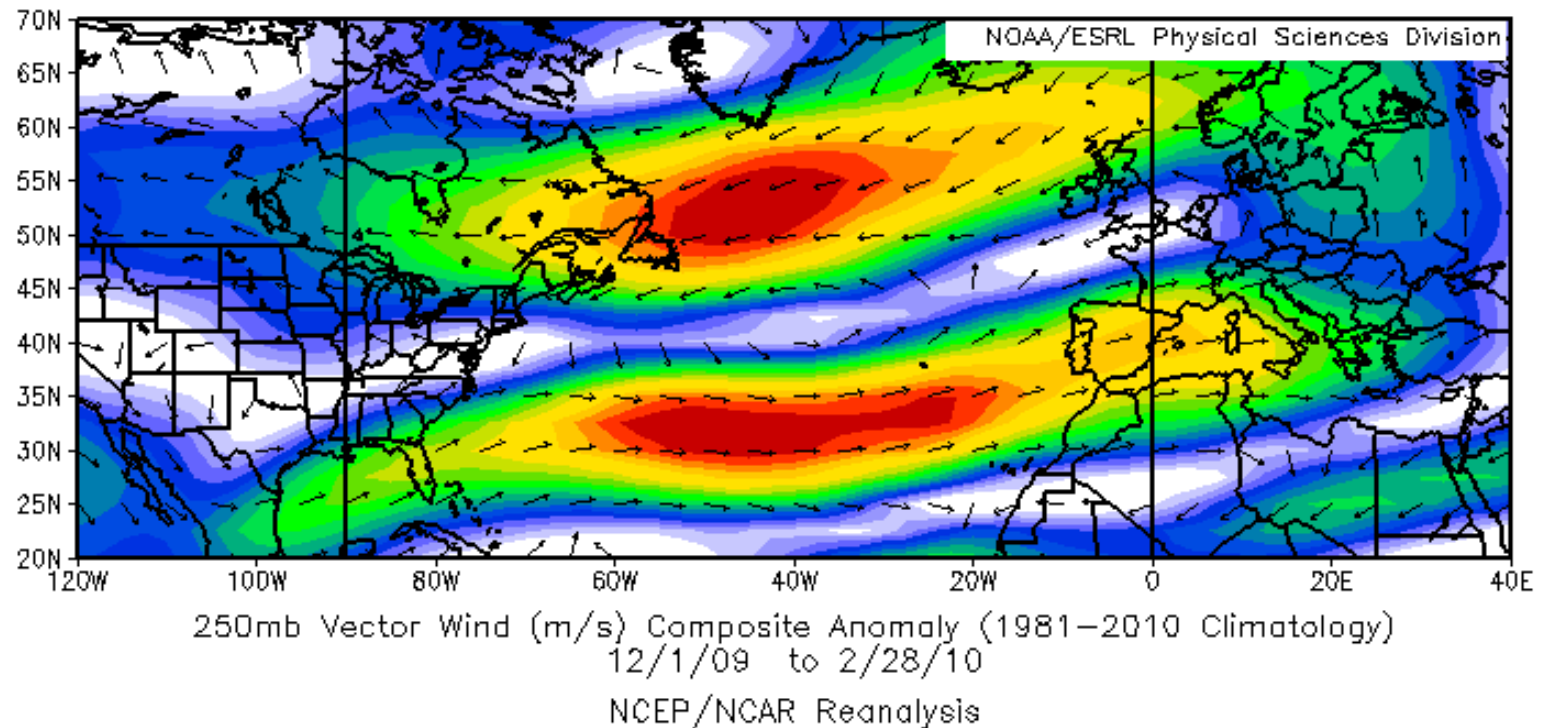 70N
NOAA/ESRL Physical Sciences Division
65N
60N
55N
50N
45N
40N
35N
30N
25N
20N
120W 100W 80W 60W 40W 20W 0 20E 40E
250mb Vector Wind (m/s) Composite Anomaly (1981–2010 Climatology)
12/1/09 to 2/28/10
NCEP/NCAR Reanalysis